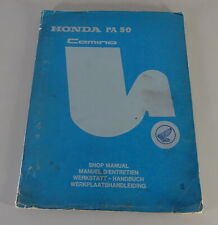 HONDA PA 50
Camino
SHOP MANUAL
MANUEL D'ENTRETIEN
WERKSTATT - HANDBUCH
WERKPLAATSHANDLEIDING